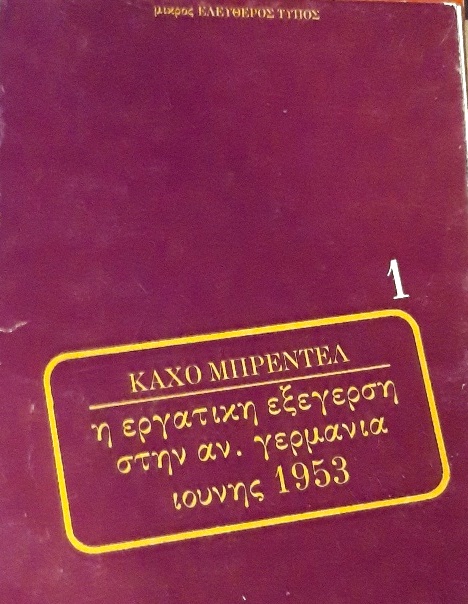 μικρος ΕΛΕΥΘΕΡΟΣ ΤΥΠΟΣ
1
ΚΑΧΟ ΜΠΡΕΝΤΕΛ
η εργατικη εξεγερση
στην αν. γερμανια
ιουνης 1953